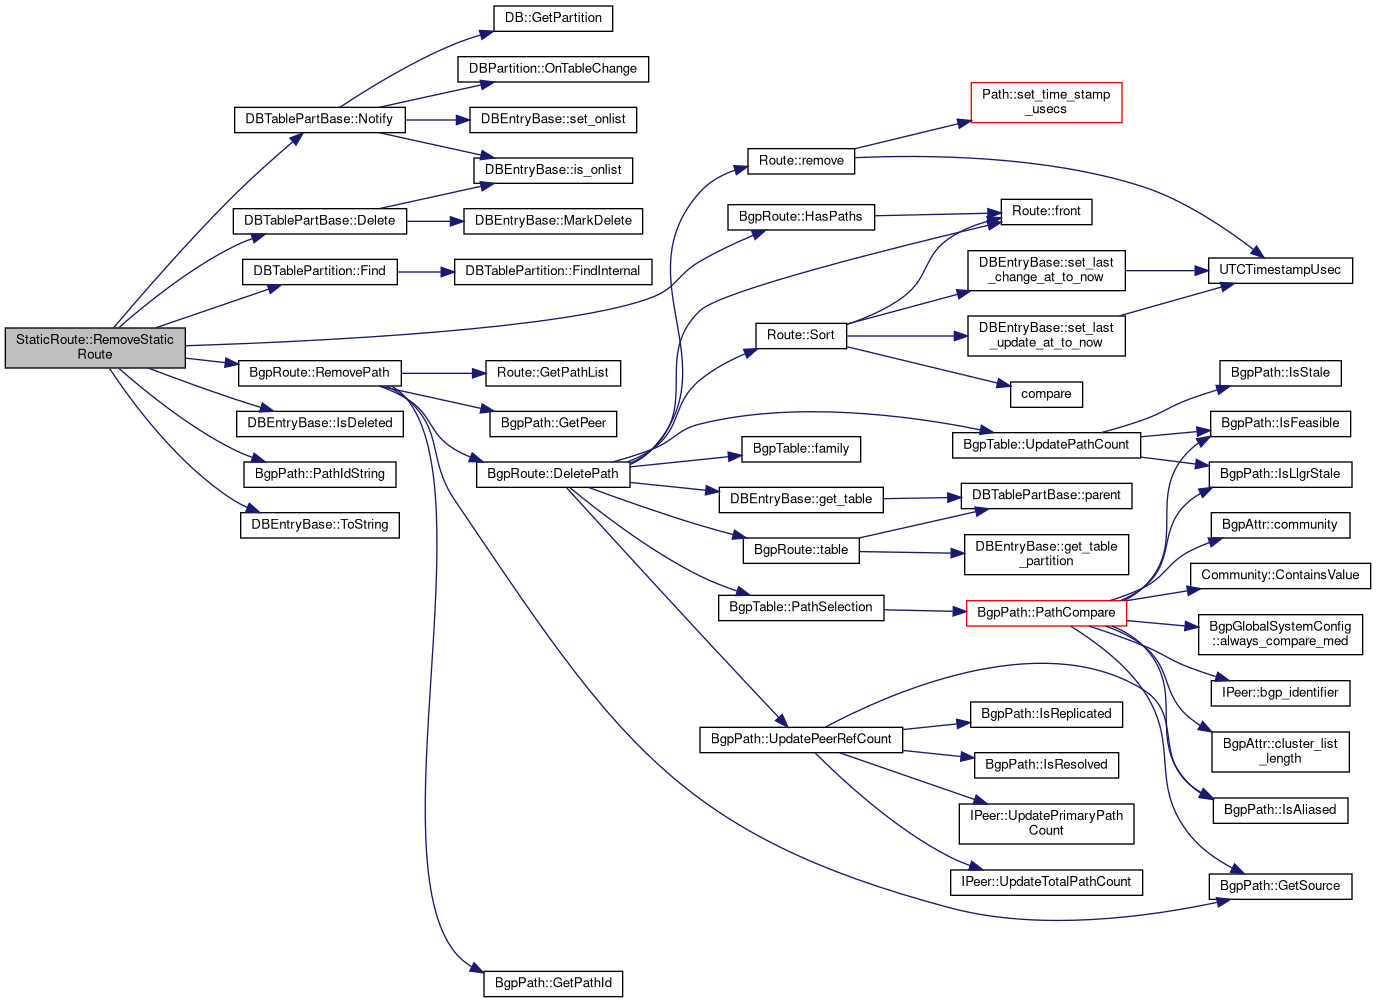 DB::GetPartition
DBPartition::OnTableChange
DBTablePartBase::Notify
DBEntryBase::set_onlist
DBEntryBase::is_onlist
DBTablePartBase::Delete
DBEntryBase::MarkDelete
DBTablePartition::Find
DBTablePartition::FindInternal
StaticRoute::RemoveStatic
Route
BgpRoute::RemovePath
Route::GetPathList
DBEntryBase::IsDeleted
BgpPath::GetPeer
BgpPath::PathIdString
BgpRoute::DeletePath
DBEntryBase::ToString
BgpPath::GetPathId
Path::set_time_stamp
_usecs
Route::remove
BgpRoute::HasPaths
Route::front
DBEntryBase::set_last
_change_at_to_now
UTCTimestampUsec
Route::Sort
DBEntryBase::set_last
_update_at_to_now
compare
BgpPath::IsStale
BgpTable::UpdatePathCount
BgpPath::IsFeasible
BgpTable::family
BgpPath::IsLlgrStale
DBEntryBase::get_table
DBTablePartBase::parent
BgpRoute::table
DBEntryBase::get_table
_partition
BgpAttr::community
Community::ContainsValue
BgpTable::PathSelection
BgpPath::PathCompare
BgpGlobalSystemConfig
::always_compare_med
IPeer::bgp_identifier
BgpPath::UpdatePeerRefCount
BgpPath::IsReplicated
BgpAttr::cluster_list
_length
BgpPath::IsResolved
IPeer::UpdatePrimaryPath
Count
BgpPath::IsAliased
IPeer::UpdateTotalPathCount
BgpPath::GetSource